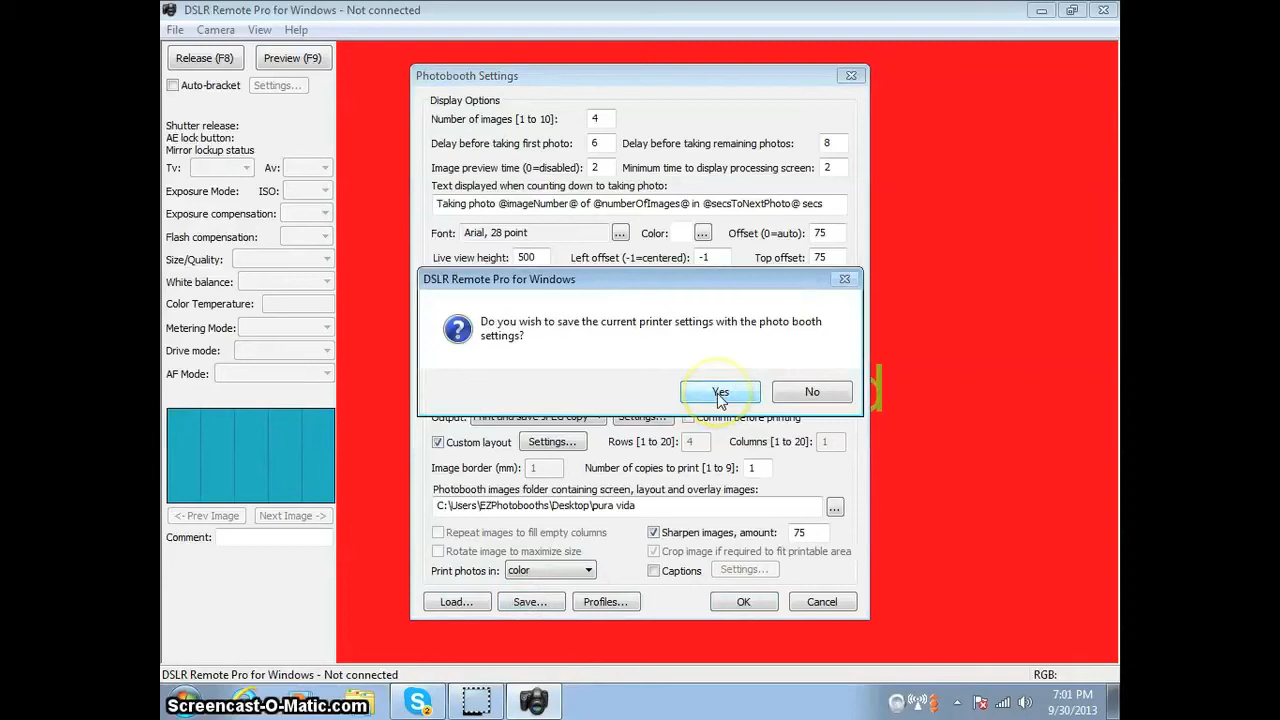 DSLR Remote Pro for Windows - Not connected
File Camera View Help
Release (F8) Preview (F9)
Auto-bracket Settings...
Shutter release:
AE lock button:
Mirror lockup status
Tv: Av:
Exposure Mode: ISO:
Exposure compensation:
Flash compensation:
Size/Quality:
White balance:
Color Temperature:
Metering Mode:
Drive mode:
AF Mode:
<- Prev Image Next Image ->
Comment:
Photobooth Settings
Display Options
Number of images [1 to 10]: 4
Delay before taking first photo: 6 Delay before taking remaining photos: 8
Image preview time (0=disabled): 2 Minimum time to display processing screen: 2
Text displayed when counting down to taking photo:
Taking photo @imageNumber@ of @numberOfImages@ in @secsToNextPhoto@ secs
Font: Arial, 28 point ... Color: ... Offset (0=auto): 75
Live view height: 500 Left offset (-1=centered): -1 Top offset: 75
DSLR Remote Pro for Windows
Do you wish to save the current printer settings with the photo booth
settings?
Yes No
d
Output: Print and save JPEG copy Settings... Confirm before printing
Custom layout Settings... Rows [1 to 20]: 4 Columns [1 to 20]: 1
Image border (mm): 1 Number of copies to print [1 to 9]: 1
Photobooth images folder containing screen, layout and overlay images:
C:\Users\EZPhotobooths\Desktop\pura vida ...
Repeat images to fill empty columns Sharpen images, amount: 75
Rotate image to maximize size Crop image if required to fit printable area
Print photos in: color Captions Settings...
Load... Save... Profiles... OK Cancel
DSLR Remote Pro for Windows - Not connected RGB:
Screencast-O-Matic.com
2
7:01 PM
9/30/2013